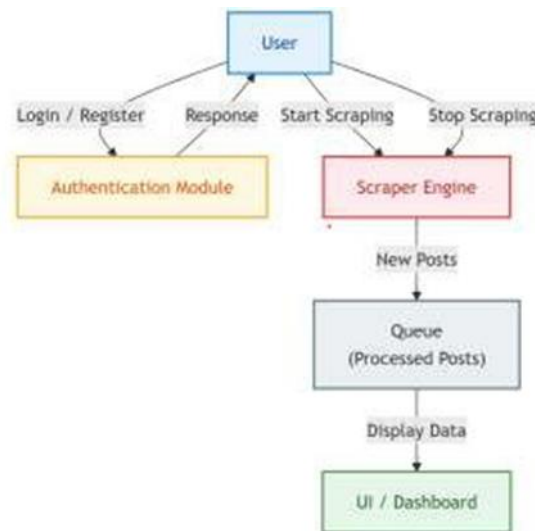 User
Login / Register
Response
Start Scraping
Stop Scraping
Authentication Module
Scraper Engine
New Posts
Queue
(Processed Posts)
Display Data
UI / Dashboard